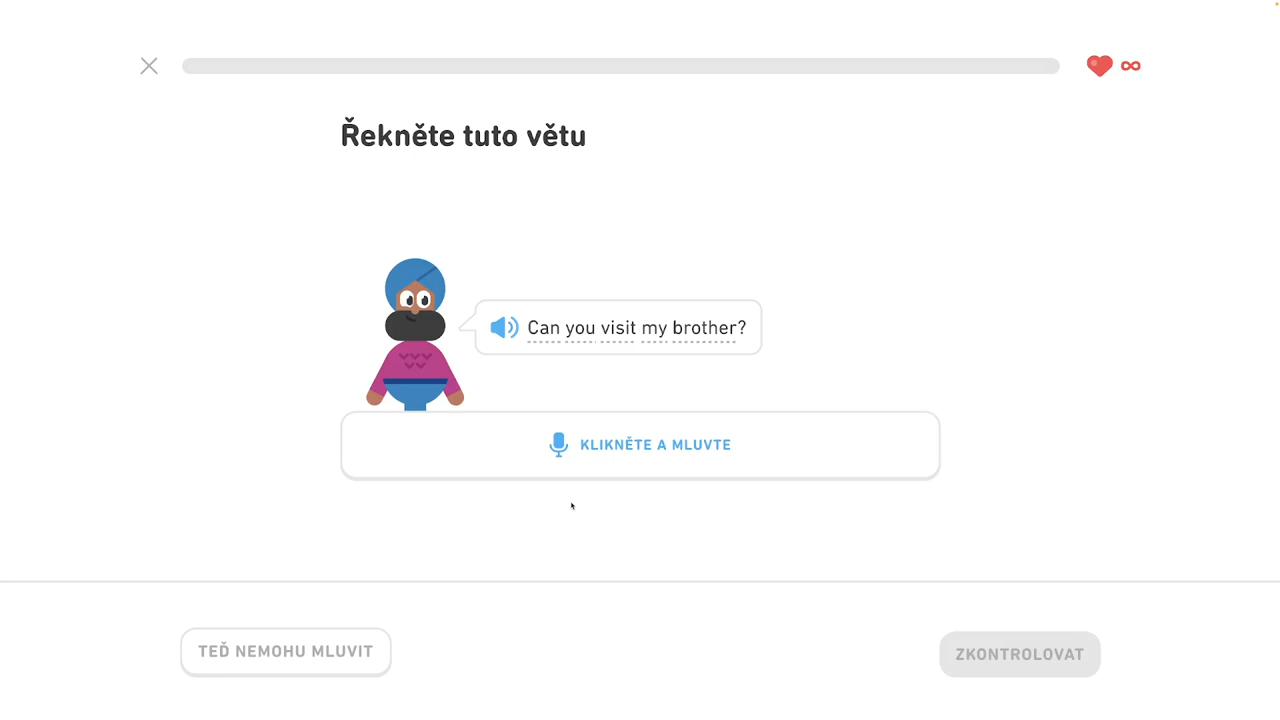 ∞
Řekněte tuto větu
Can you visit my brother?
KLIKNĚTE A MLUVTE
TEĎ NEMOHU MLUVIT
ZKONTROLOVAT